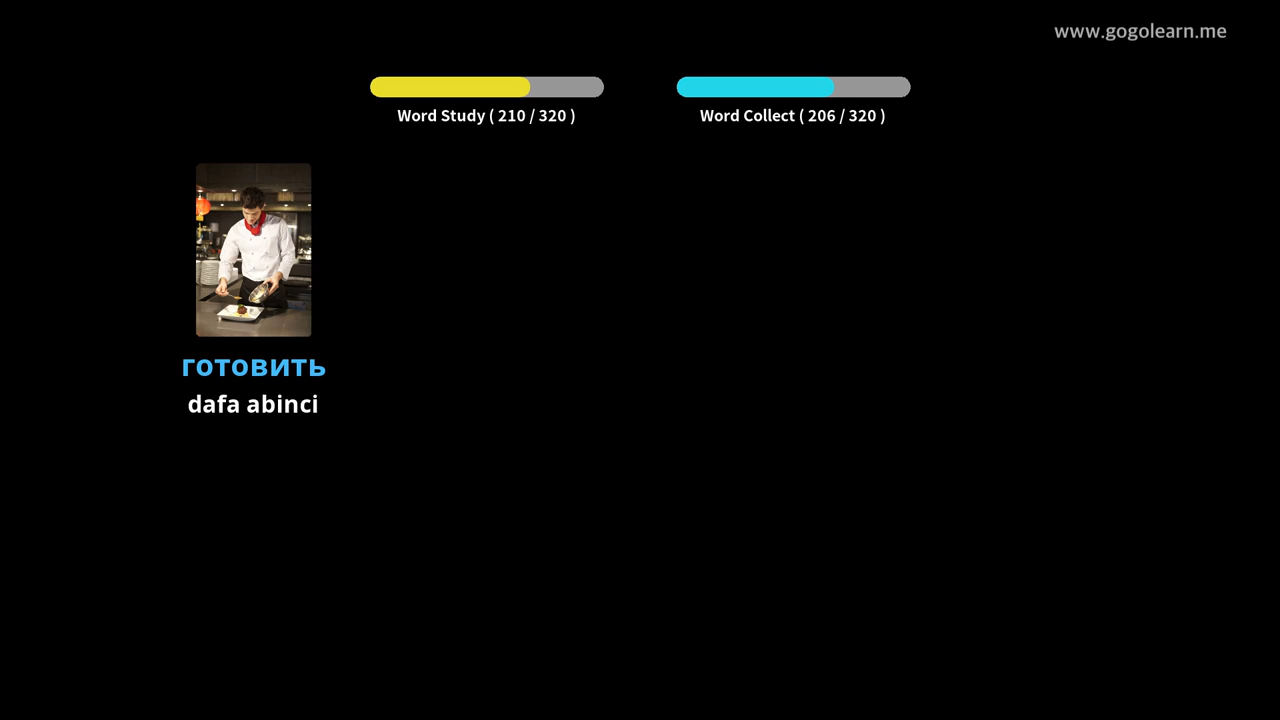 www.gogolearn.me
Word Study ( 210 / 320 )
Word Collect ( 206 / 320 )
готовить
dafa abinci